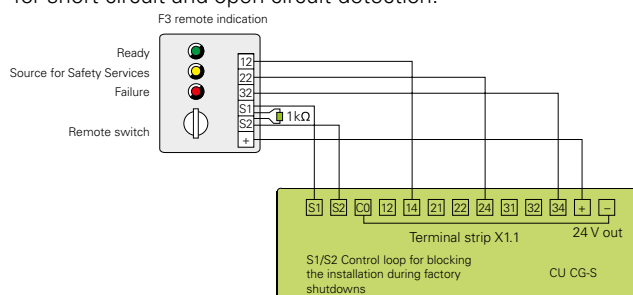 for short circuit and open circuit detection.
F3 remote indication
Ready
Source for Safety Services
Failure
Remote switch
12
22
32
S1
S2
+
1kΩ
S1 S2 C0 12 14 21 22 24 31 32 34 + –
Terminal strip X1.1
24 V out
S1/S2 Control loop for blocking
the installation during factory
shutdowns
CU CG-S